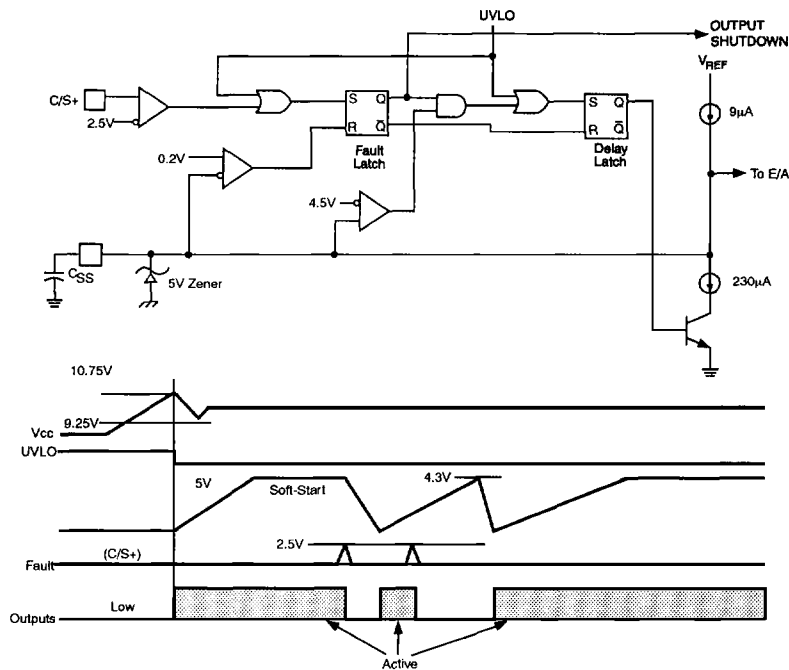 UVLO
OUTPUT
SHUTDOWN
VREF
C/S+
2.5V
S Q
R Q̅
Fault
Latch
S Q
R Q̅
Delay
Latch
9µA
To E/A
0.2V
4.5V
CSS
5V Zener
230µA
10.75V
9.25V
Vcc
UVLO
5V
Soft-Start
4.3V
2.5V
(C/S+)
Fault
Low
Outputs
Active